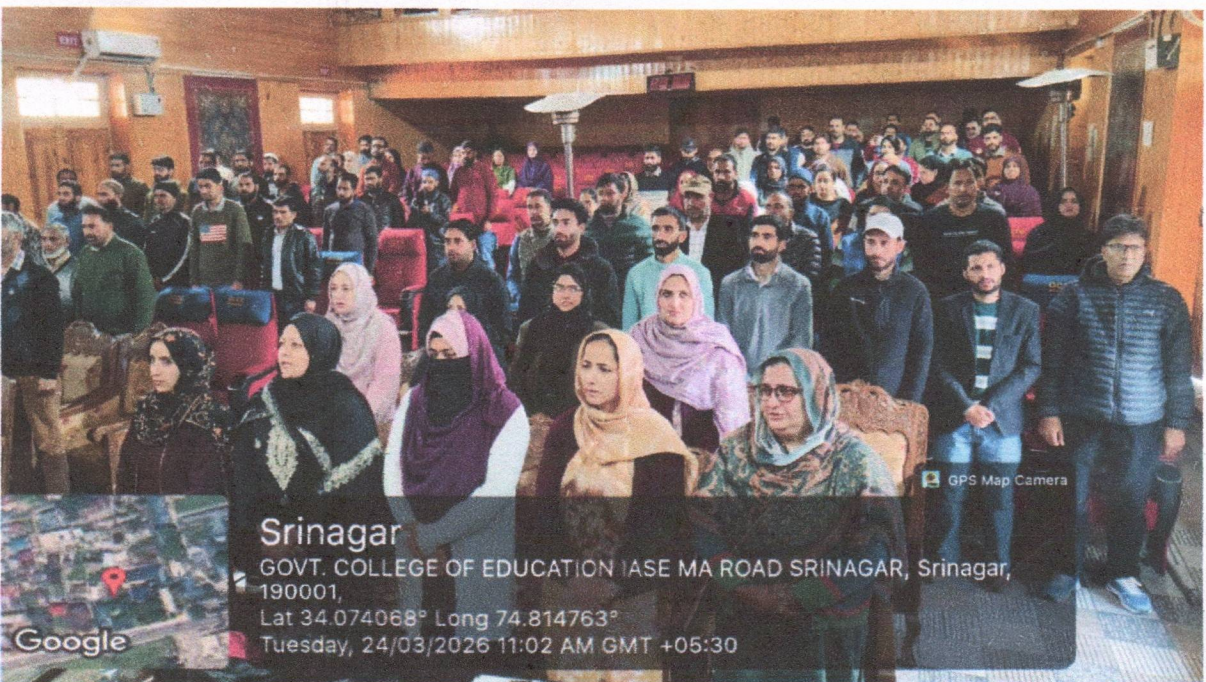 EXIT
GPS Map Camera
Srinagar
GOVT. COLLEGE OF EDUCATION IASE MA ROAD SRINAGAR, Srinagar,
190001,
Lat 34.074068° Long 74.814763°
Tuesday, 24/03/2026 11:02 AM GMT +05:30
Google